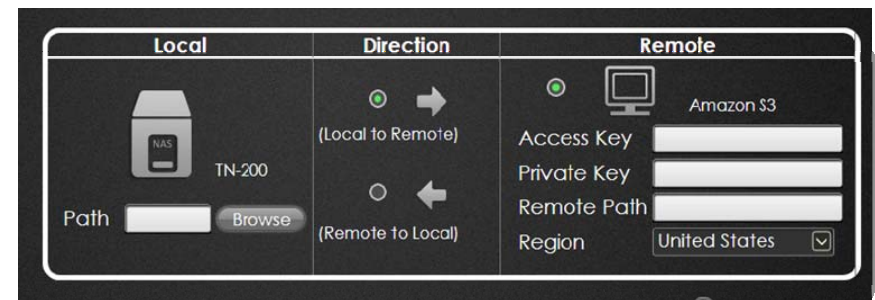 Local
Direction
Remote
NAS
TN-200
Path
Browse
(Local to Remote)
(Remote to Local)
Amazon S3
Access Key
Private Key
Remote Path
Region
United States